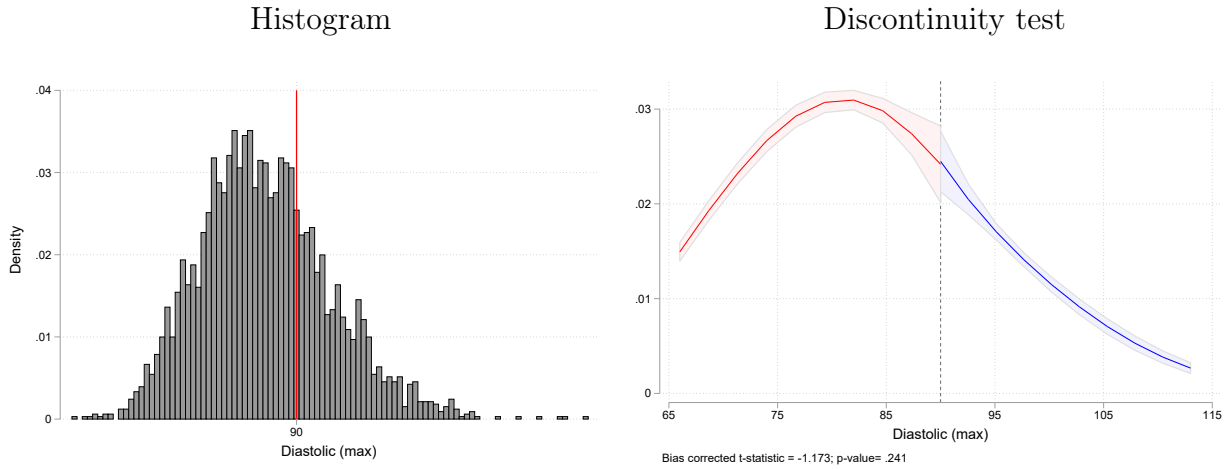 Histogram
.04
.03
.02
.01
0
Density
90
Diastolic (max)
Discontinuity test
.03
.02
.01
0
65 75 85 95 105 115
Diastolic (max)
Bias corrected t-statistic = -1.173; p-value= .241